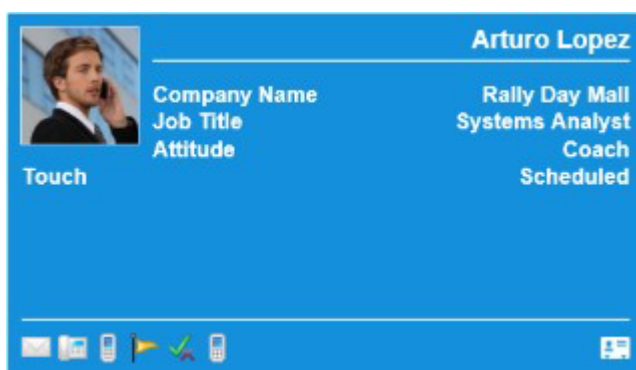 Arturo Lopez
Company Name Rally Day Mall
Job Title Systems Analyst
Attitude Coach
Touch Scheduled